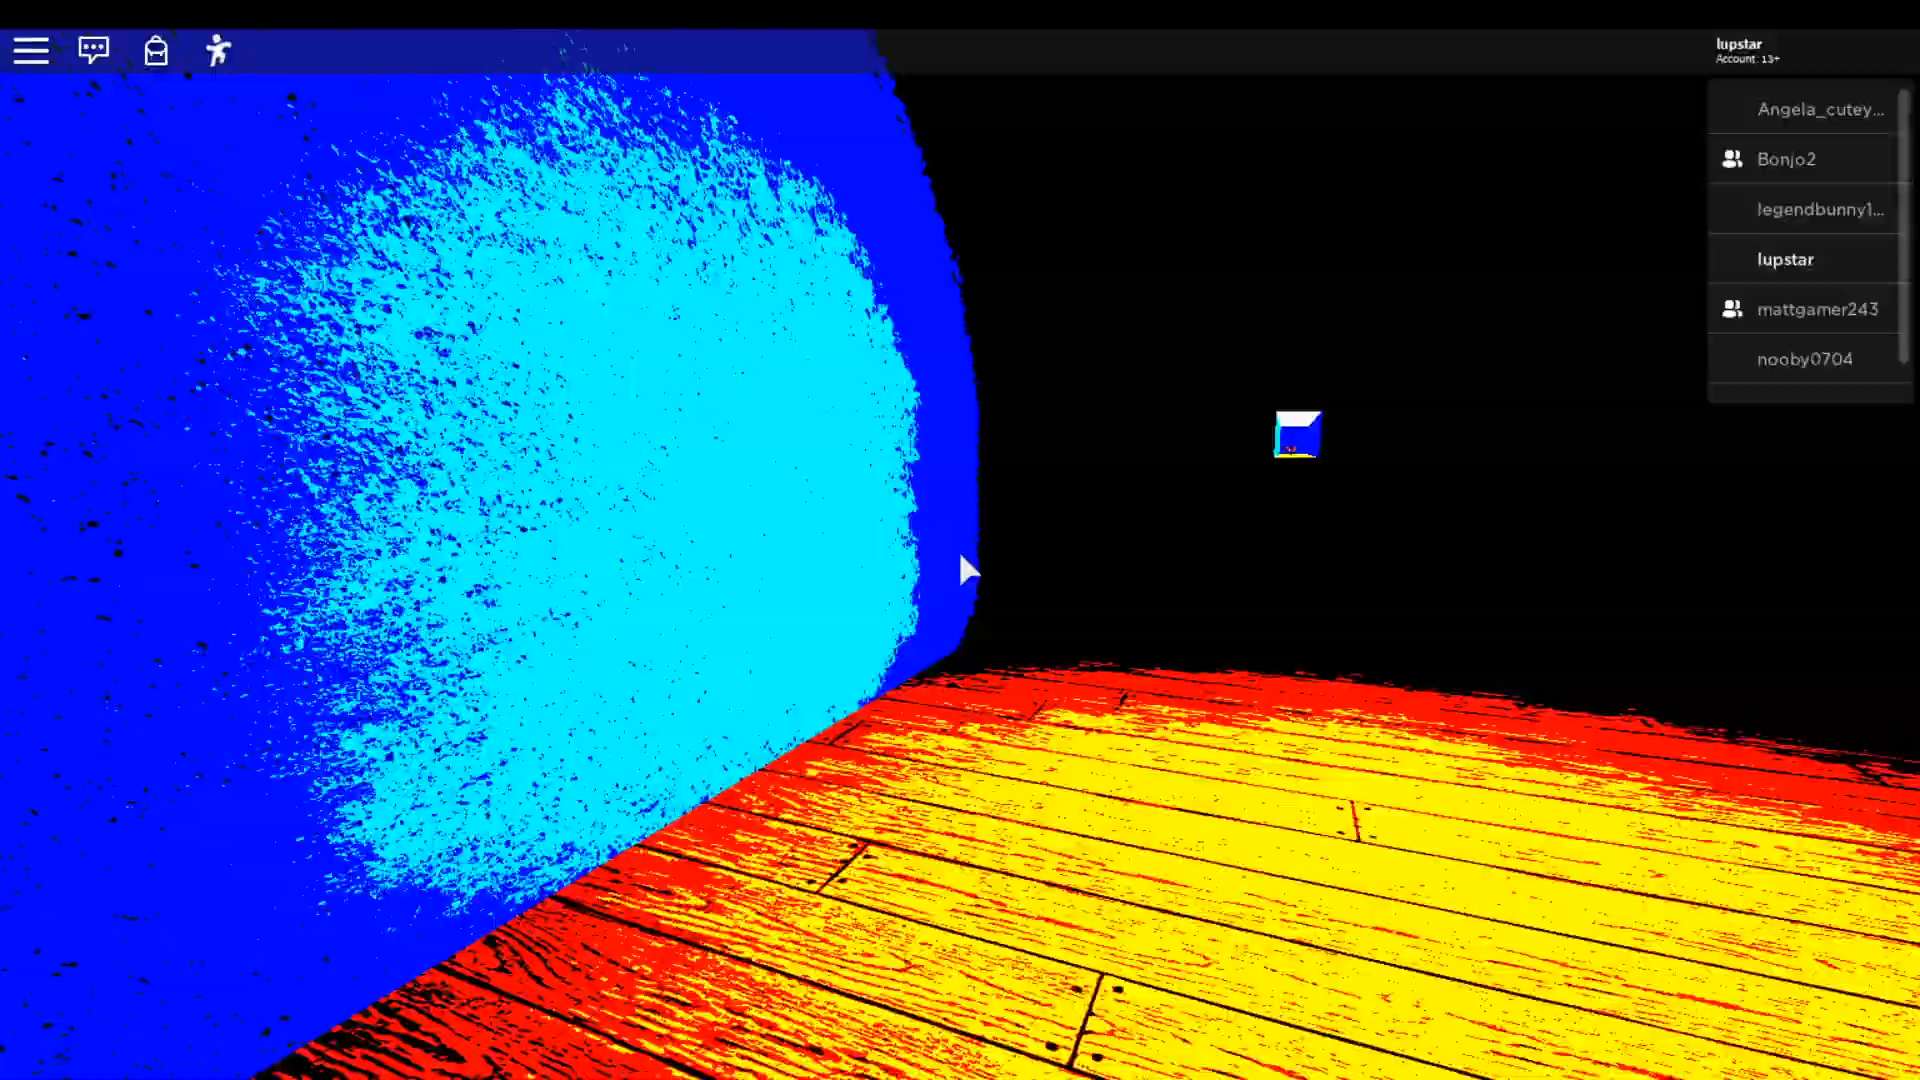 lupstar
Account: 13+
Angela_cutey...
Bonjo2
legendbunny1...
lupstar
mattgamer243
nooby0704